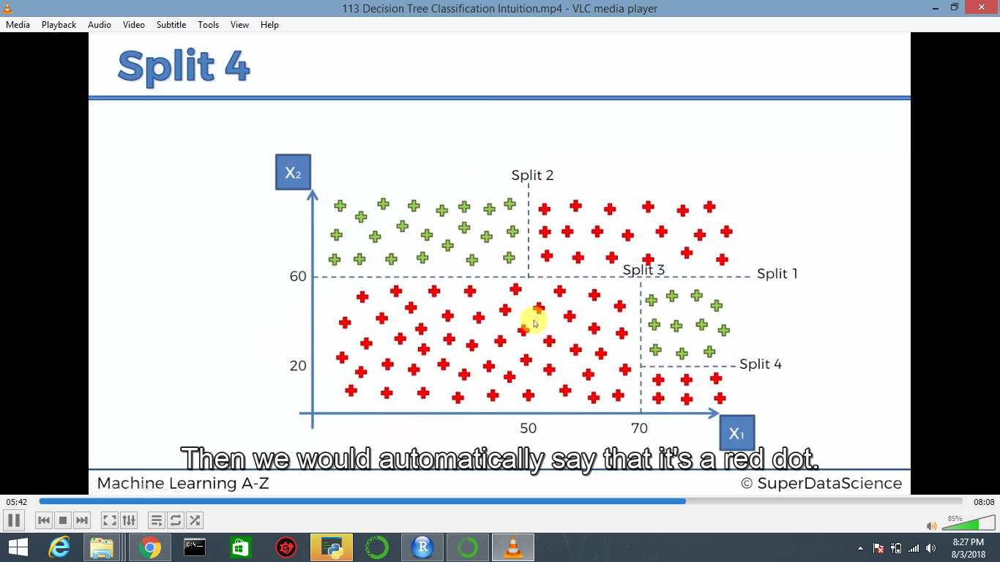 113 Decision Tree Classification Intuition.mp4 - VLC media player
Media Playback Audio Video Subtitle Tools View Help
Split 4
X2
Split 2
60
Split 3
Split 1
20
Split 4
50 70
X1
Then we would automatically say that it's a red dot.
Machine Learning A-Z © SuperDataScience
05:42 08:08
85%
C:\_
R
8:27 PM
8/3/2018